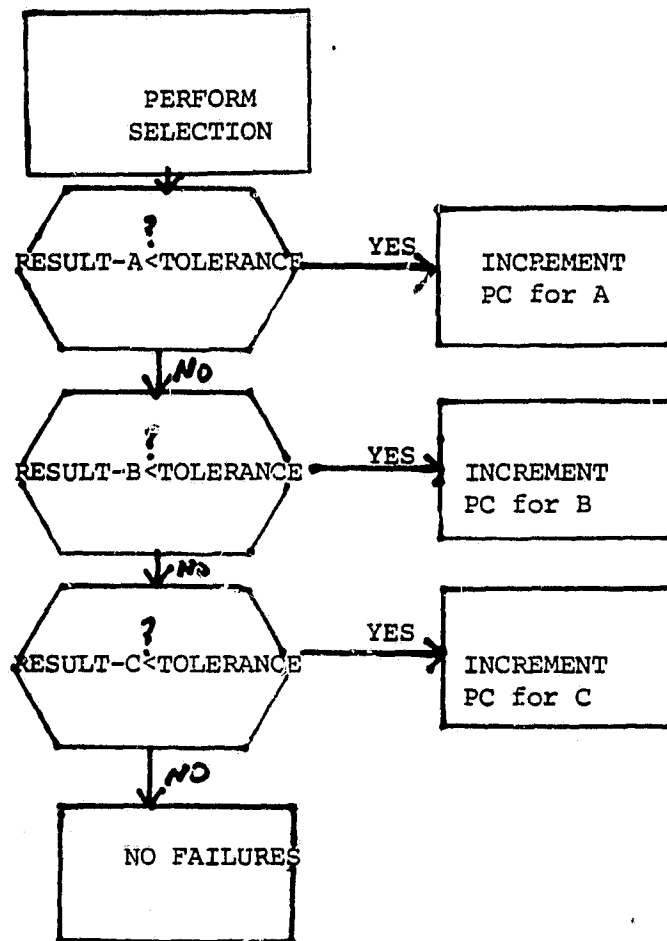 PERFORM
SELECTION
?
RESULT-A<TOLERANCE
YES
INCREMENT
PC for A
NO
?
RESULT-B<TOLERANCE
YES
INCREMENT
PC for B
NO
?
RESULT-C<TOLERANCE
YES
INCREMENT
PC for C
NO
NO FAILURES